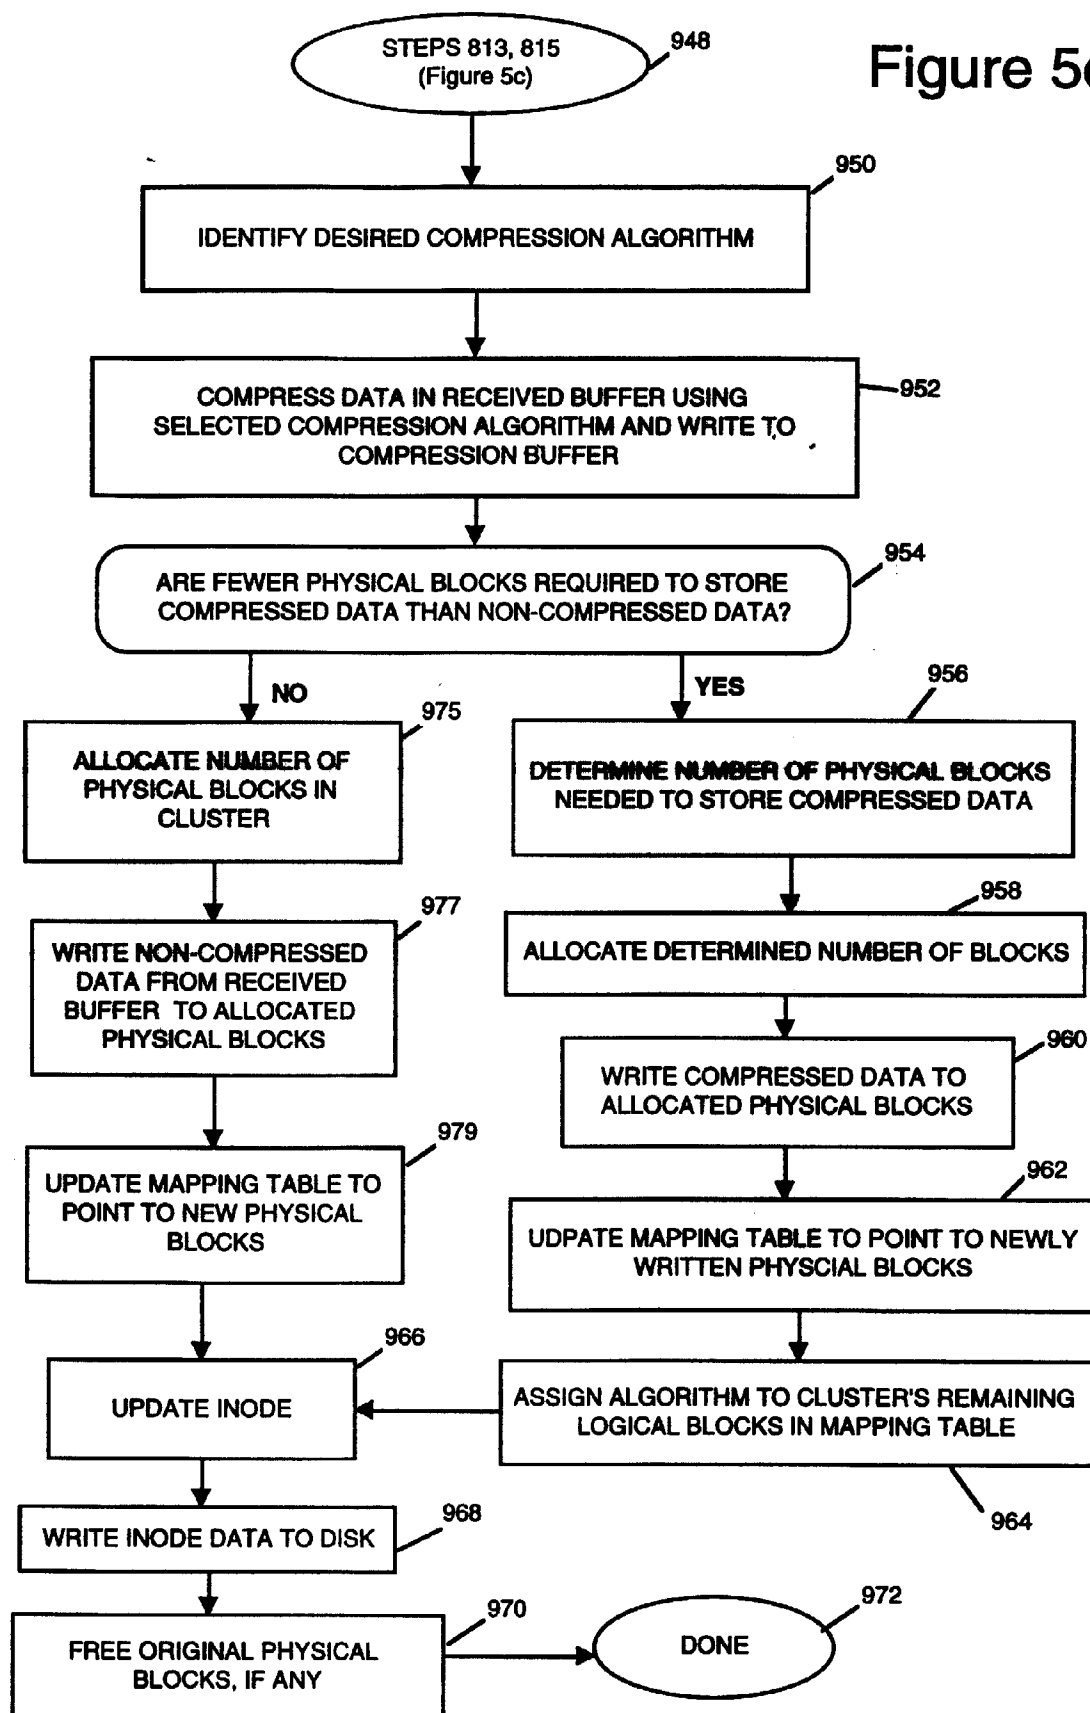 STEPS 813, 815
(Figure 5c)
948
Figure 5
950
IDENTIFY DESIRED COMPRESSION ALGORITHM
952
COMPRESS DATA IN RECEIVED BUFFER USING
SELECTED COMPRESSION ALGORITHM AND WRITE TO
COMPRESSION BUFFER
954
ARE FEWER PHYSICAL BLOCKS REQUIRED TO STORE
COMPRESSED DATA THAN NON-COMPRESSED DATA?
NO
YES
975
ALLOCATE NUMBER OF
PHYSICAL BLOCKS IN
CLUSTER
956
DETERMINE NUMBER OF PHYSICAL BLOCKS
NEEDED TO STORE COMPRESSED DATA
977
WRITE NON-COMPRESSED
DATA FROM RECEIVED
BUFFER TO ALLOCATED
PHYSICAL BLOCKS
958
ALLOCATE DETERMINED NUMBER OF BLOCKS
960
WRITE COMPRESSED DATA TO
ALLOCATED PHYSICAL BLOCKS
979
UPDATE MAPPING TABLE TO
POINT TO NEW PHYSICAL
BLOCKS
962
UDPATE MAPPING TABLE TO POINT TO NEWLY
WRITTEN PHYSCIAL BLOCKS
966
UPDATE INODE
ASSIGN ALGORITHM TO CLUSTER'S REMAINING
LOGICAL BLOCKS IN MAPPING TABLE
964
968
WRITE INODE DATA TO DISK
970
FREE ORIGINAL PHYSICAL
BLOCKS, IF ANY
972
DONE